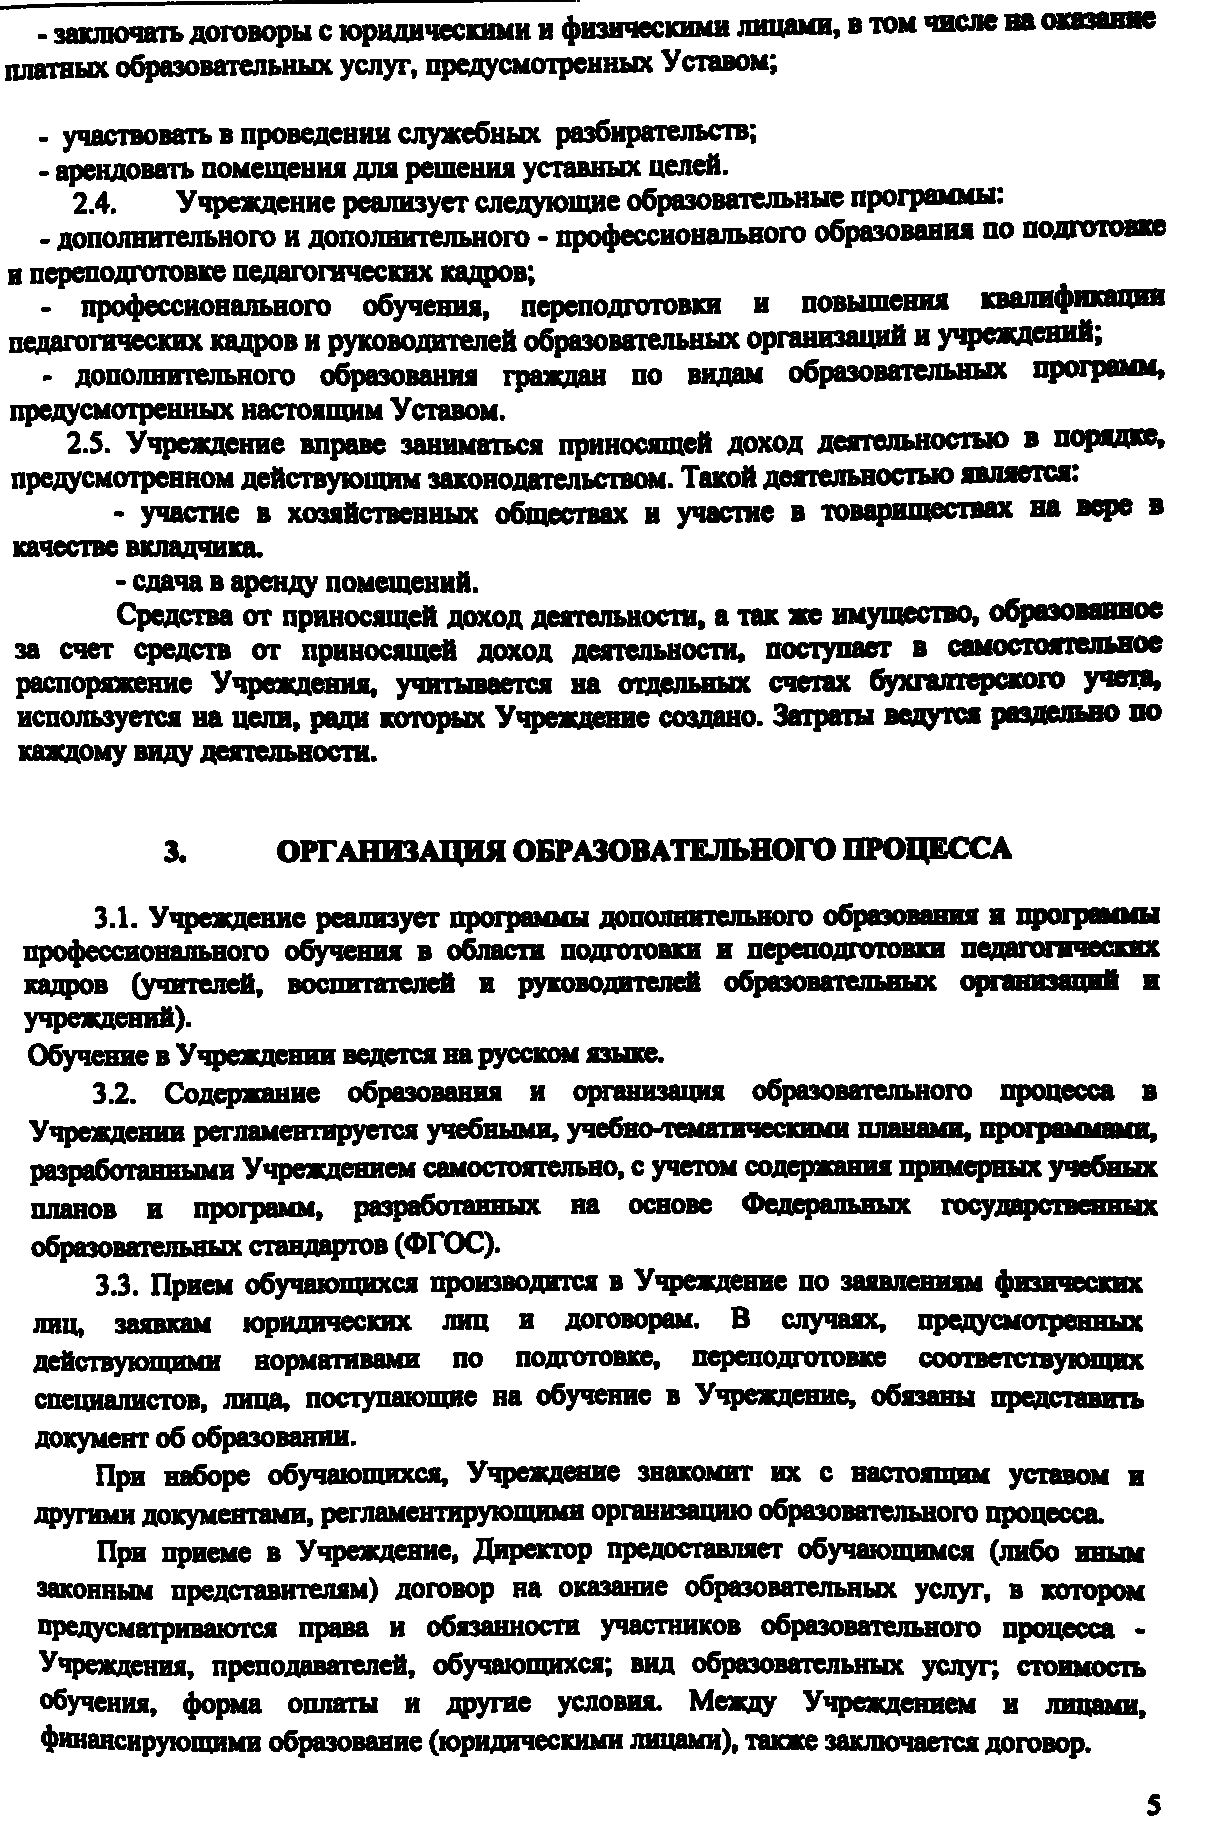 - заключать договоры с юридическими и физическими лицами, в том числе на оказание
платных образовательных услуг, предусмотренных Уставом;
- участвовать в проведении служебных разбирательств;
- арендовать помещения для решения уставных целей.
2.4. Учреждение реализует следующие образовательные программы:
- дополнительного и дополнительного - профессионального образования по подготовке
и переподготовке педагогических кадров;
- профессионального обучения, переподготовки и повышения квалификации
педагогических кадров и руководителей образовательных организаций и учреждений;
- дополнительного образования граждан по видам образовательных программ,
предусмотренных настоящим Уставом.
2.5. Учреждение вправе заниматься приносящей доход деятельностью в порядке,
предусмотренном действующим законодательством. Такой деятельностью является:
- участие в хозяйственных обществах и участие в товариществах на вере в
качестве вкладчика.
- сдача в аренду помещений.
Средства от приносящей доход деятельности, а так же имущество, образованное
за счет средств от приносящей доход деятельности, поступает в самостоятельное
распоряжение Учреждения, учитывается на отдельных счетах бухгалтерского учета,
используется на цели, ради которых Учреждение создано. Затраты ведутся раздельно по
каждому виду деятельности.
3. ОРГАНИЗАЦИЯ ОБРАЗОВАТЕЛЬНОГО ПРОЦЕССА
3.1. Учреждение реализует программы дополнительного образования и программы
профессионального обучения в области подготовки и переподготовки педагогических
кадров (учителей, воспитателей и руководителей образовательных организаций и
учреждений).
Обучение в Учреждении ведется на русском языке.
3.2. Содержание образования и организация образовательного процесса в
Учреждении регламентируется учебными, учебно-тематическими планами, программами,
разработанными Учреждением самостоятельно, с учетом содержания примерных учебных
планов и программ, разработанных на основе Федеральных государственных
образовательных стандартов (ФГОС).
3.3. Прием обучающихся производится в Учреждение по заявлениям физических
лиц, заявкам юридических лиц и договорам. В случаях, предусмотренных
действующими нормативами по подготовке, переподготовке соответствующих
специалистов, лица, поступающие на обучение в Учреждение, обязаны представить
документ об образовании.
При наборе обучающихся, Учреждение знакомит их с настоящим уставом и
другими документами, регламентирующими организацию образовательного процесса.
При приеме в Учреждение, Директор предоставляет обучающимся (либо иным
законным представителям) договор на оказание образовательных услуг, в котором
предусматриваются права и обязанности участников образовательного процесса -
Учреждения, преподавателей, обучающихся; вид образовательных услуг; стоимость
обучения, форма оплаты и другие условия. Между Учреждением и лицами,
финансирующими образование (юридическими лицами), также заключается договор.
5